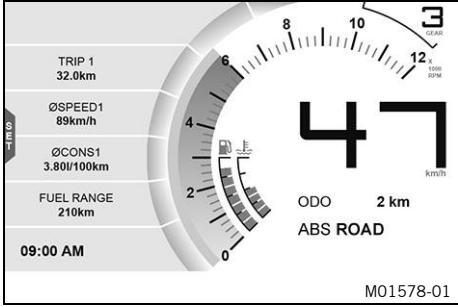 TRIP 1
32.0km
ØSPEED1
89km/h
SET
ØCONS1
3.80l/100km
FUEL RANGE
210km
09:00 AM
0
2
4
6
8
10
12
X
1000
RPM
3
GEAR
47
km/h
ODO 2 km
ABS ROAD
M01578-01